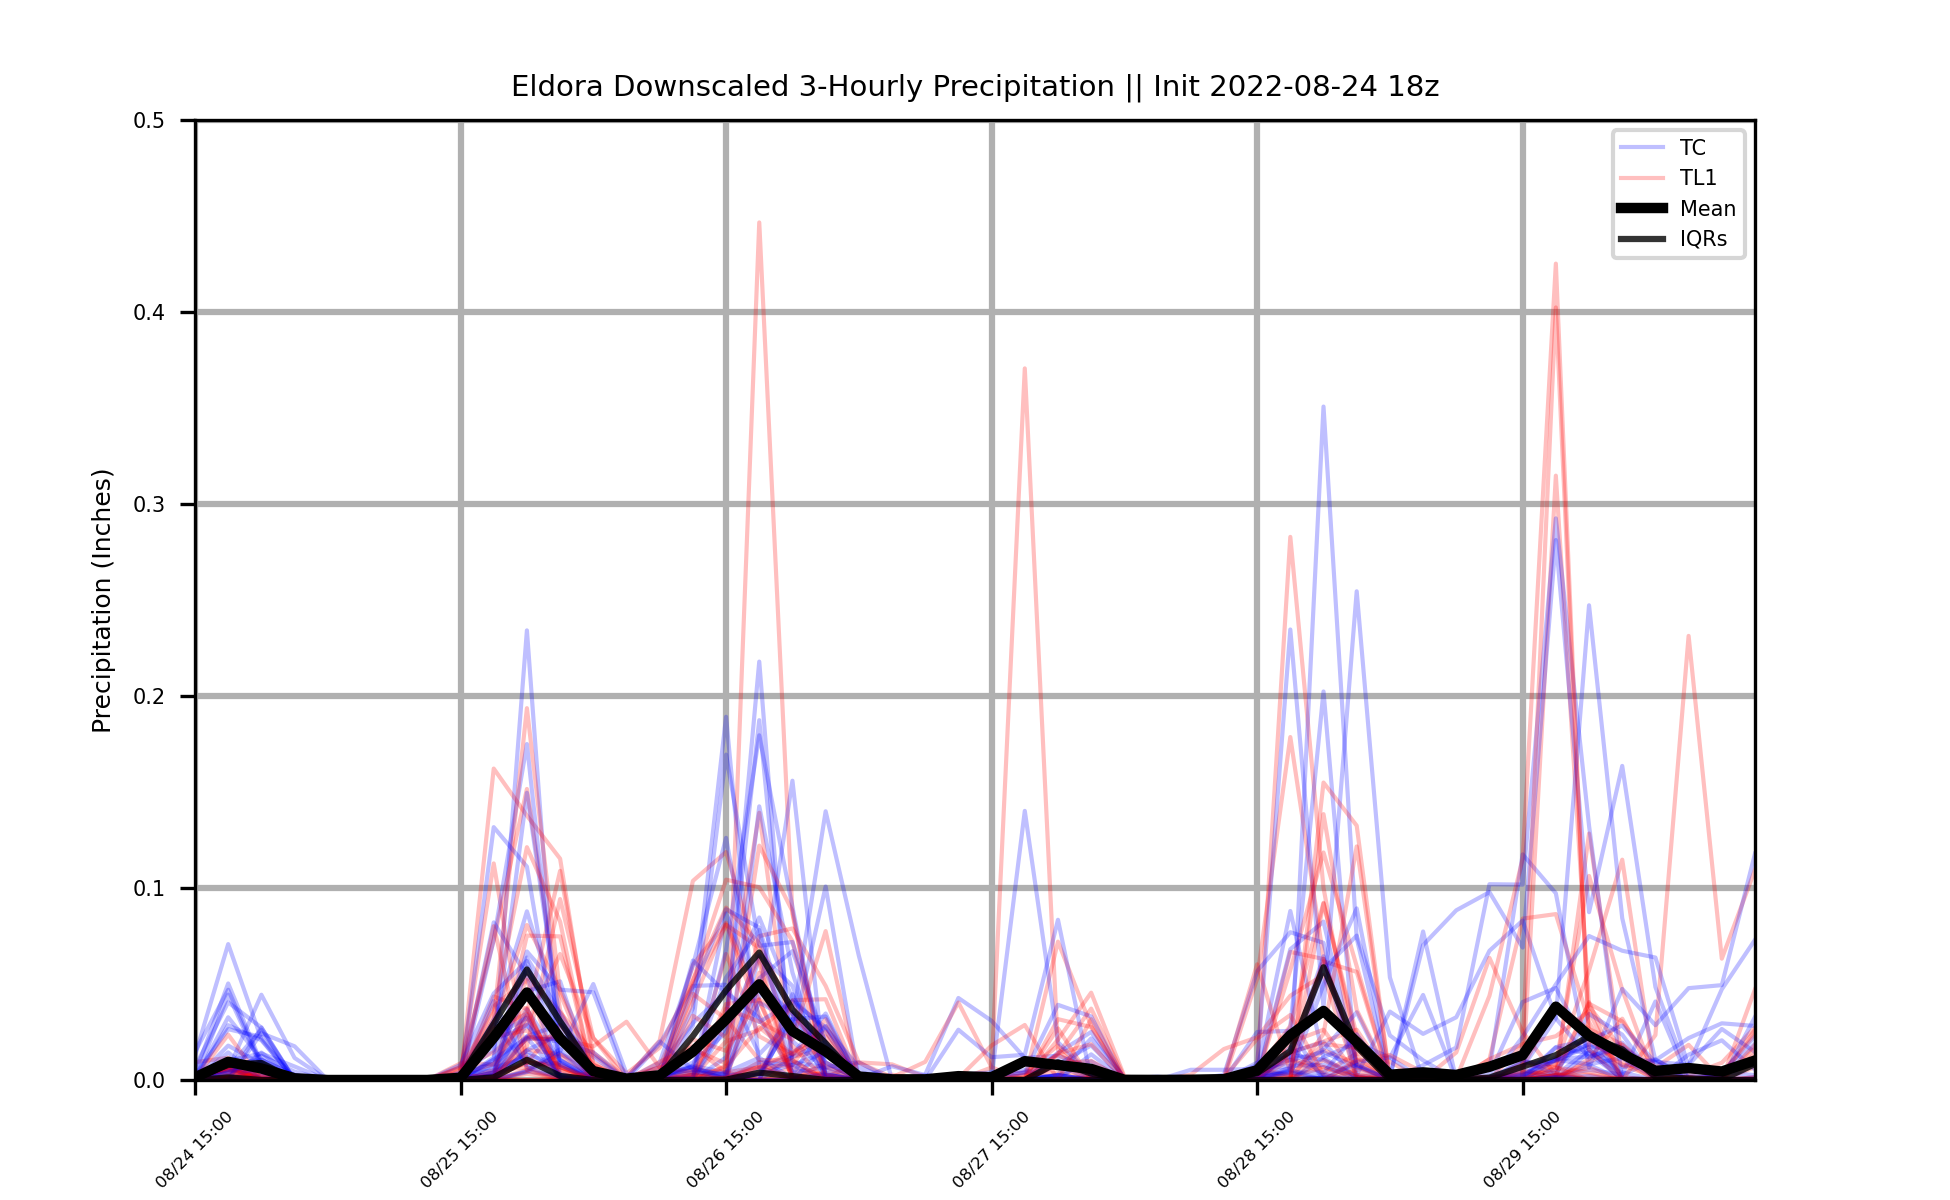 Eldora Downscaled 3-Hourly Precipitation || Init 2022-08-24 18z
Precipitation (Inches)
0.5
0.4
0.3
0.2
0.1
0.0
TC
TL1
Mean
IQRs
08/24 15:00
08/25 15:00
08/26 15:00
08/27 15:00
08/28 15:00
08/29 15:00